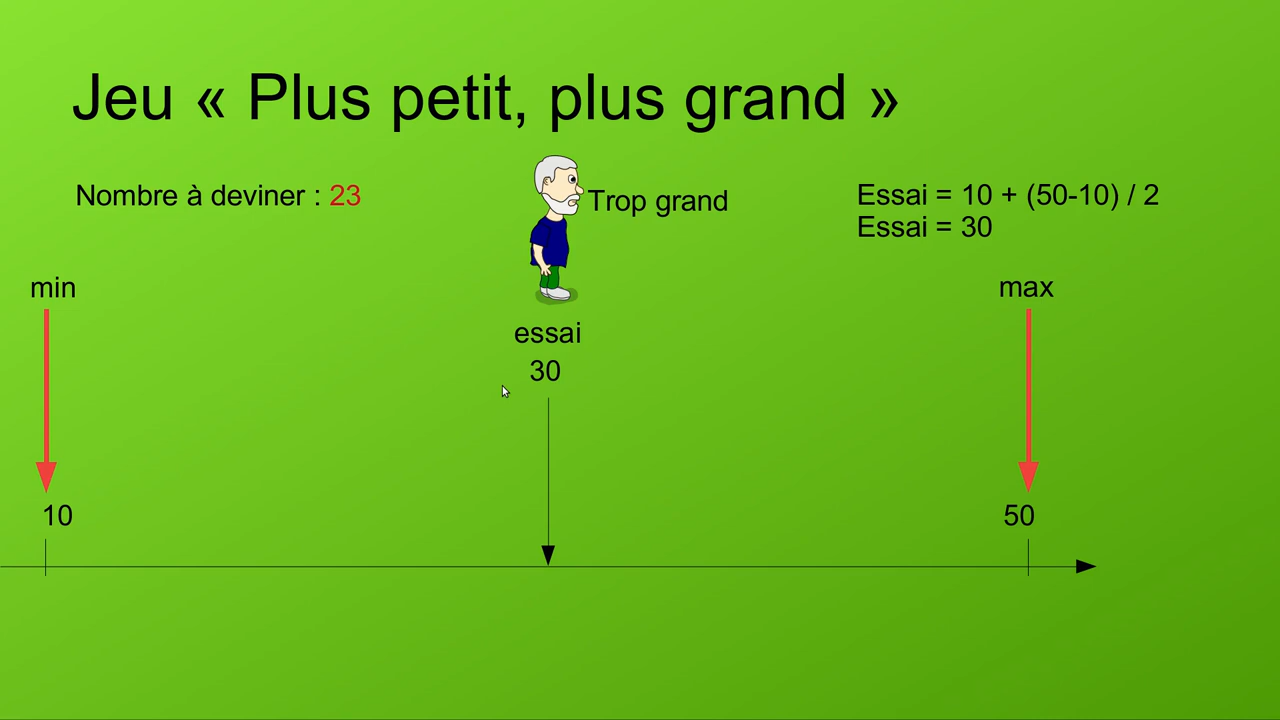 Jeu « Plus petit, plus grand »
Nombre à deviner : 23
Trop grand
Essai = 10 + (50-10) / 2
Essai = 30
min
max
essai
30
10
50